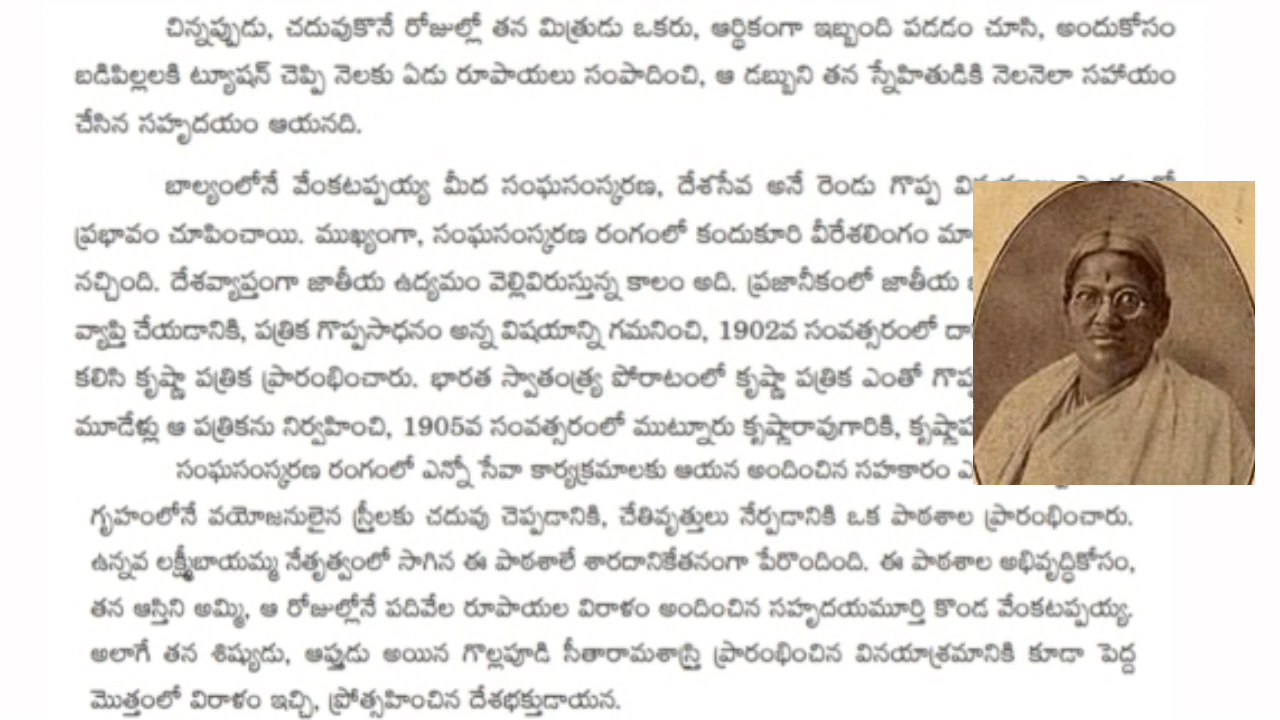 చిన్నప్పుడు, చదువుకొనే రోజుల్లో తన మిత్రుడు ఒకరు, ఆర్థికంగా ఇబ్బంది పడడం చూసి, అందుకోసం
బడిపిల్లలకి ట్యూషన్ చెప్పి నెలకు ఏడు రూపాయలు సంపాదించి, ఆ డబ్బుని తన స్నేహితుడికి నెలనెలా సహాయం
చేసిన సహృదయం ఆయనది.
బాల్యంలోనే వేంకటప్పయ్య మీద సంఘసంస్కరణ, దేశసేవ అనే రెండు గొప్ప
ప్రభావం చూపించాయి. ముఖ్యంగా, సంఘసంస్కరణ రంగంలో కందుకూరి వీరేశలింగం
నచ్చింది. దేశవ్యాప్తంగా జాతీయ ఉద్యమం వెల్లివిరుస్తున్న కాలం అది. ప్రజానీకంలో జాతీయ
వ్యాప్తి చేయడానికి, పత్రిక గొప్పసాధనం అన్న విషయాన్ని గమనించి, 1902వ సంవత్సరంలో
కలిసి కృష్ణా పత్రిక ప్రారంభించారు. భారత స్వాతంత్ర్య పోరాటంలో కృష్ణా పత్రిక ఎంతో
మూడేళ్లు ఆ పత్రికను నిర్వహించి, 1905వ సంవత్సరంలో ముట్నూరు కృష్ణారావుగారికి,
సంఘసంస్కరణ రంగంలో ఎన్నో సేవా కార్యక్రమాలకు ఆయన అందించిన సహకారం
గృహంలోనే వయోజనులైన స్త్రీలకు చదువు చెప్పడానికి, చేతివృత్తులు నేర్పడానికి ఒక పాఠశాల ప్రారంభించారు.
ఉన్నవ లక్ష్మీబాయమ్మ నేతృత్వంలో సాగిన ఈ పాఠశాలే శారదానికేతనంగా పేరొందింది. ఈ పాఠశాల అభివృద్ధికోసం,
తన ఆస్తిని అమ్మి, ఆ రోజుల్లోనే పదివేల రూపాయల విరాళం అందించిన సహృదయమూర్తి కొండ వేంకటప్పయ్య.
అలాగే తన శిష్యుడు, ఆప్తుడు అయిన గొల్లపూడి సీతారామశాస్త్రి ప్రారంభించిన వినయాశ్రమానికి కూడా పెద్ద
మొత్తంలో విరాళం ఇచ్చి, ప్రోత్సహించిన దేశభక్తుడాయన.